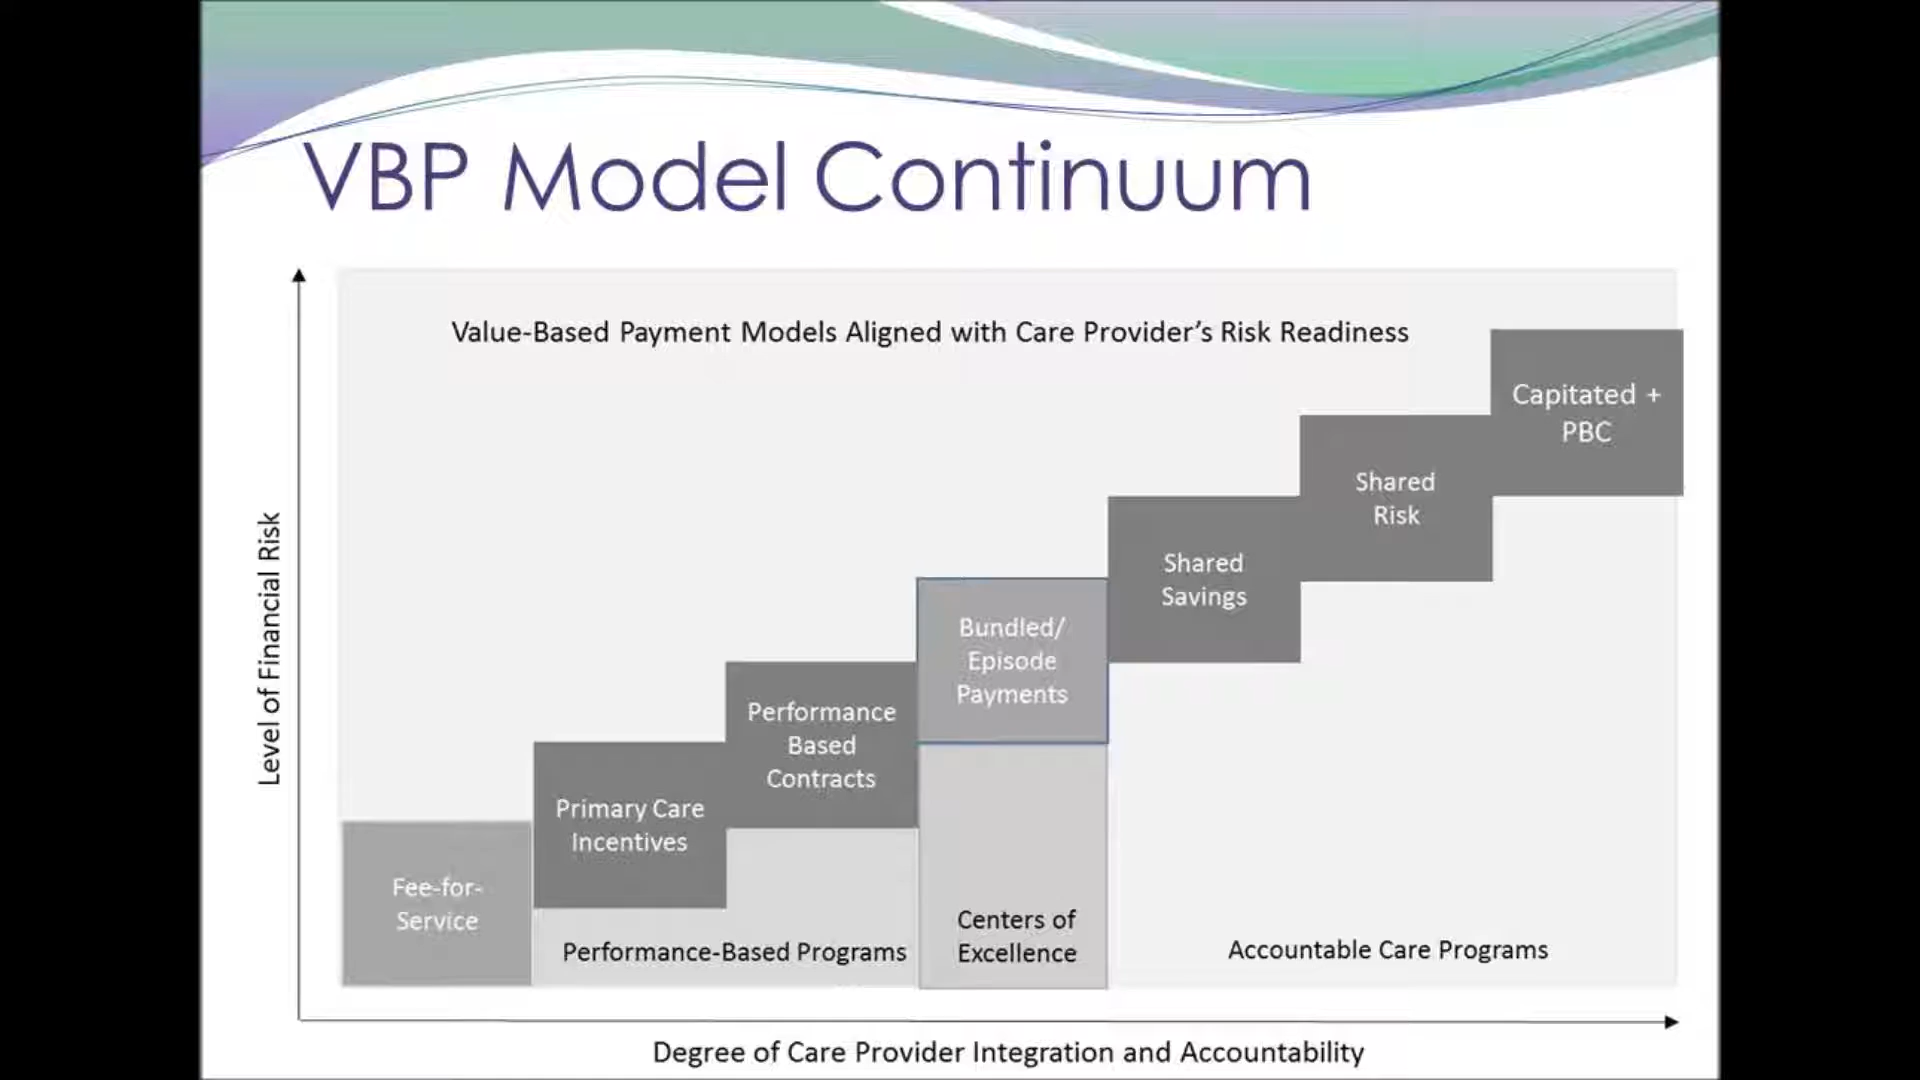 VBP Model Continuum
Value-Based Payment Models Aligned with Care Provider's Risk Readiness
Capitated +
PBC
Shared
Risk
Shared
Savings
Bundled/
Episode
Payments
Performance
Based
Contracts
Primary Care
Incentives
Fee-for-
Service
Performance-Based Programs
Centers of
Excellence
Accountable Care Programs
Level of Financial Risk
Degree of Care Provider Integration and Accountability